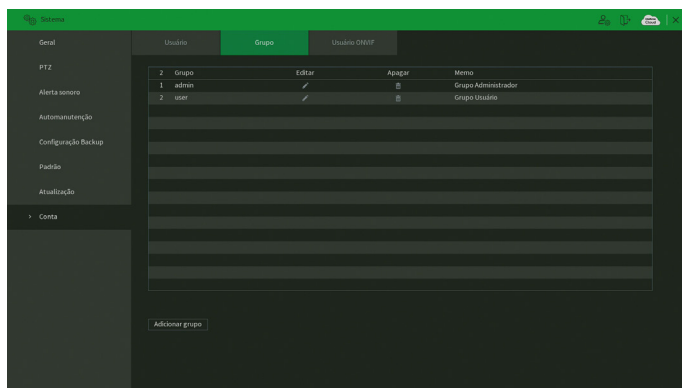 Sistema
Geral
PTZ
Alerta sonoro
Automanutenção
Configuração Backup
Padrão
Atualização
> Conta
Usuário Grupo Usuário ONVIF
2 Grupo Editar Apagar Memo
1 admin Grupo Administrador
2 user Grupo Usuário
Adicionar grupo